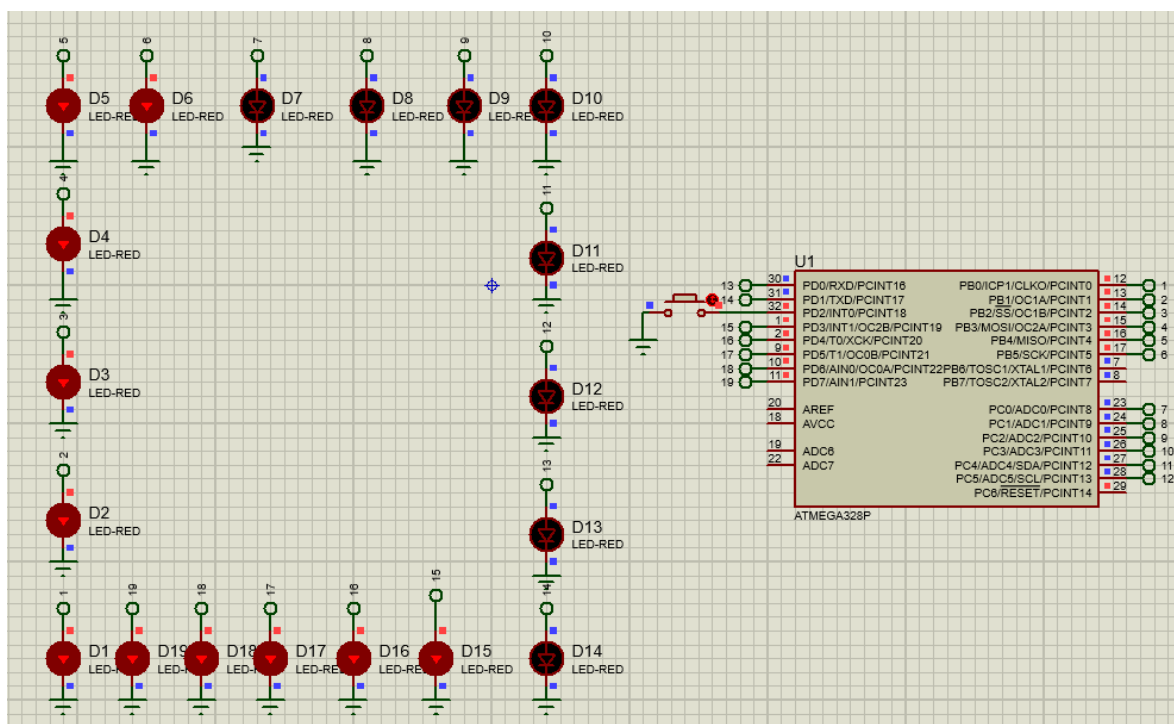 5
6
7
8
9
10
D5
LED-RED
D6
LED-RED
D7
LED-RED
D8
LED-RED
D9
LED-RED
D10
LED-RED
4
D4
LED-RED
11
D11
LED-RED
3
D3
LED-RED
12
D12
LED-RED
2
D2
LED-RED
13
D13
LED-RED
1
19
18
17
16
15
14
D1
LED-RED
D19
LED-RED
D18
LED-RED
D17
LED-RED
D16
LED-RED
D15
LED-RED
D14
LED-RED
U1
13 30 PD0/RXD/PCINT16
14 31 PD1/TXD/PCINT17
32 PD2/INT0/PCINT18
15 1 PD3/INT1/OC2B/PCINT19
16 2 PD4/T0/XCK/PCINT20
17 9 PD5/T1/OC0B/PCINT21
18 10 PD6/AIN0/OC0A/PCINT22
19 11 PD7/AIN1/PCINT23
20 AREF
18 AVCC
19 ADC6
22 ADC7
PB0/ICP1/CLKO/PCINT0 12 1
PB1/OC1A/PCINT1 13 2
PB2/SS/OC1B/PCINT2 14 3
PB3/MOSI/OC2A/PCINT3 15 4
PB4/MISO/PCINT4 16 5
PB5/SCK/PCINT5 17 6
PB6/TOSC1/XTAL1/PCINT6 7
PB7/TOSC2/XTAL2/PCINT7 8
PC0/ADC0/PCINT8 23 7
PC1/ADC1/PCINT9 24 8
PC2/ADC2/PCINT10 25 9
PC3/ADC3/PCINT11 26 10
PC4/ADC4/SDA/PCINT12 27 11
PC5/ADC5/SCL/PCINT13 28 12
PC6/RESET/PCINT14 29
ATMEGA328P